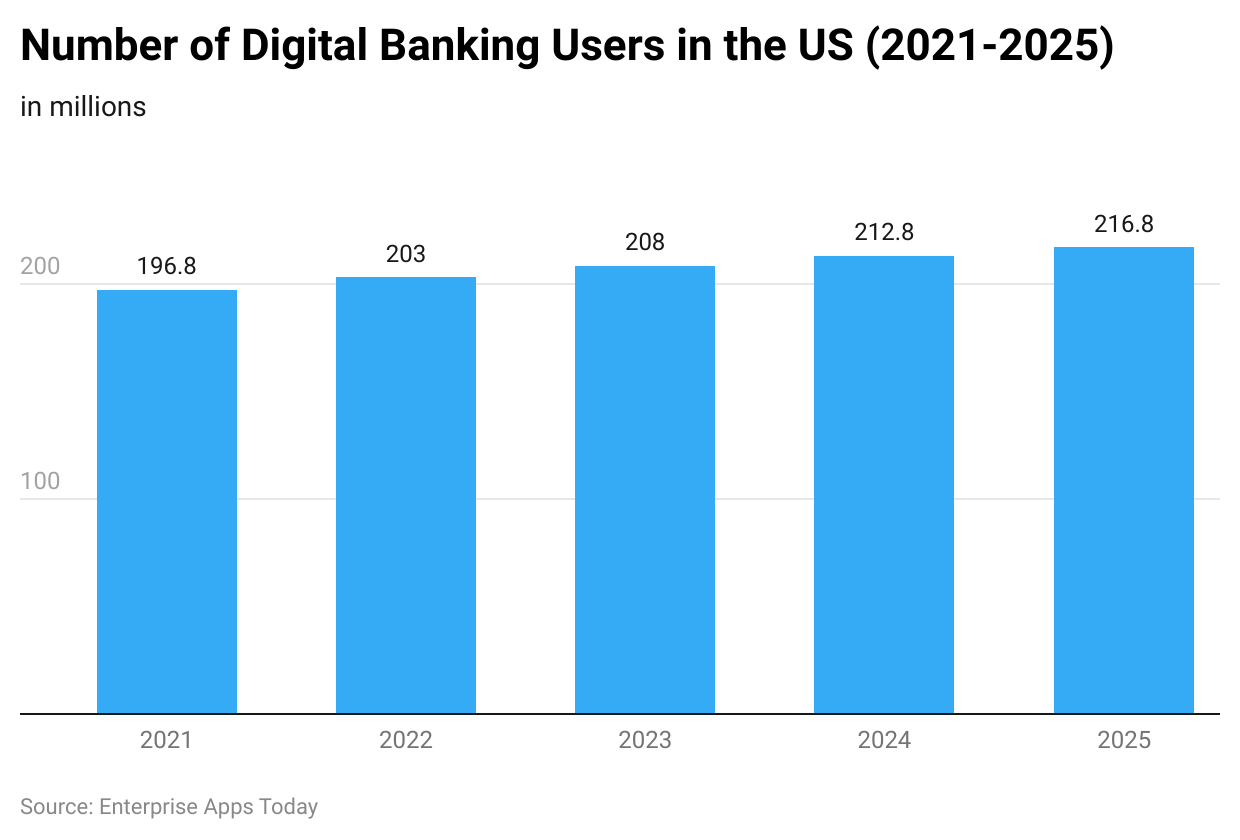 Number of Digital Banking Users in the US (2021-2025)
in millions
216.8
212.8
208
203
196.8
200
100
2021 2022 2023 2024 2025
Source: Enterprise Apps Today